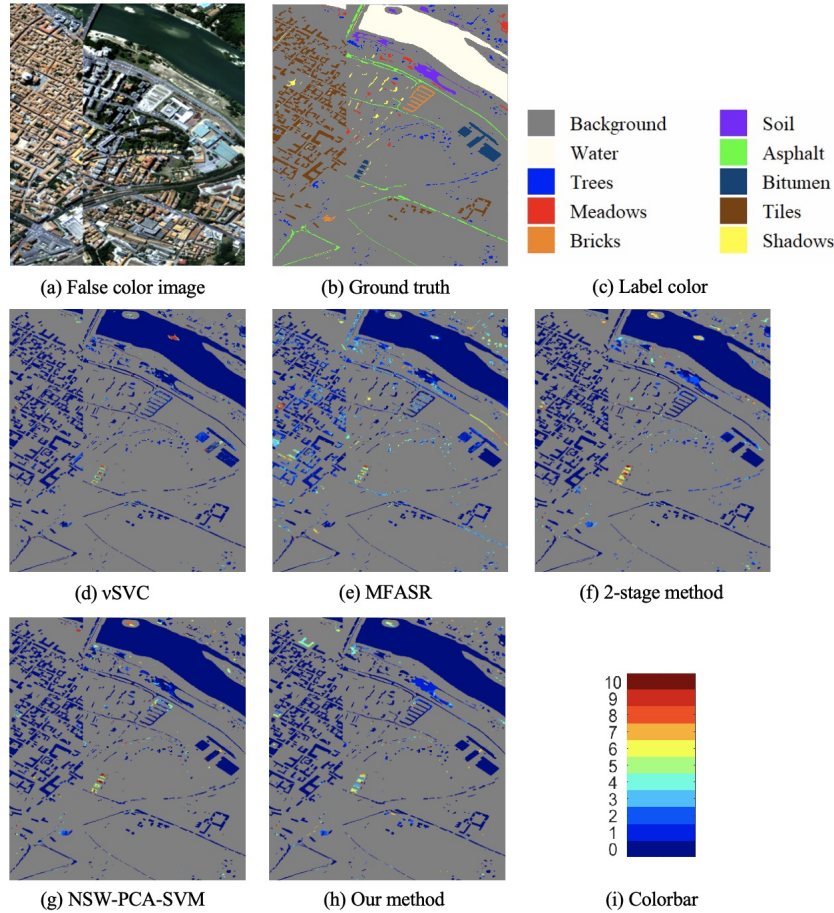 Background
Soil
Water
Asphalt
Trees
Bitumen
Meadows
Tiles
Bricks
Shadows
(a) False color image
(b) Ground truth
(c) Label color
(d) νSVC
(e) MFASR
(f) 2-stage method
10
9
8
7
6
5
4
3
2
1
0
(g) NSW-PCA-SVM
(h) Our method
(i) Colorbar